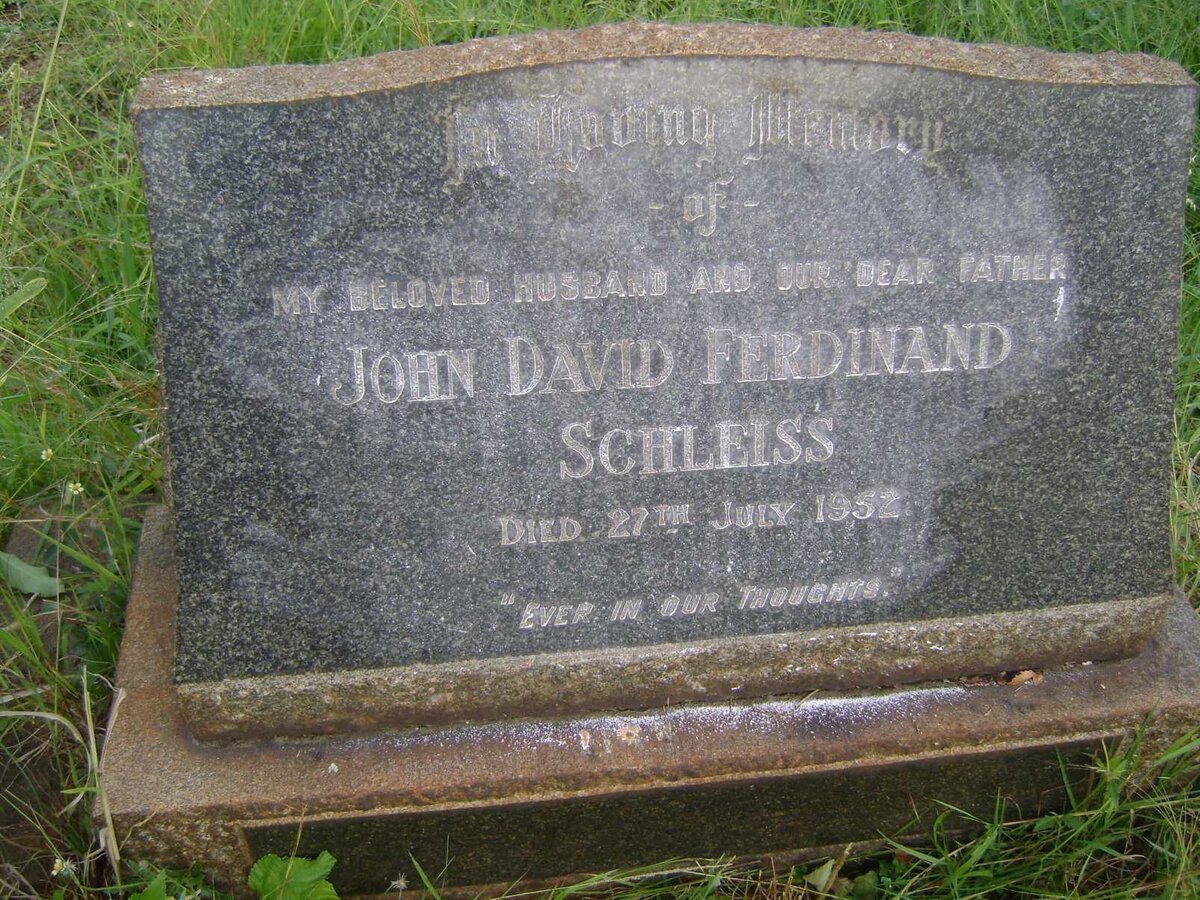 In Loving Memory
- of -
MY BELOVED HUSBAND AND OUR DEAR FATHER
JOHN DAVID FERDINAND
SCHLEISS
DIED 27TH JULY 1952
"EVER IN OUR THOUGHTS."